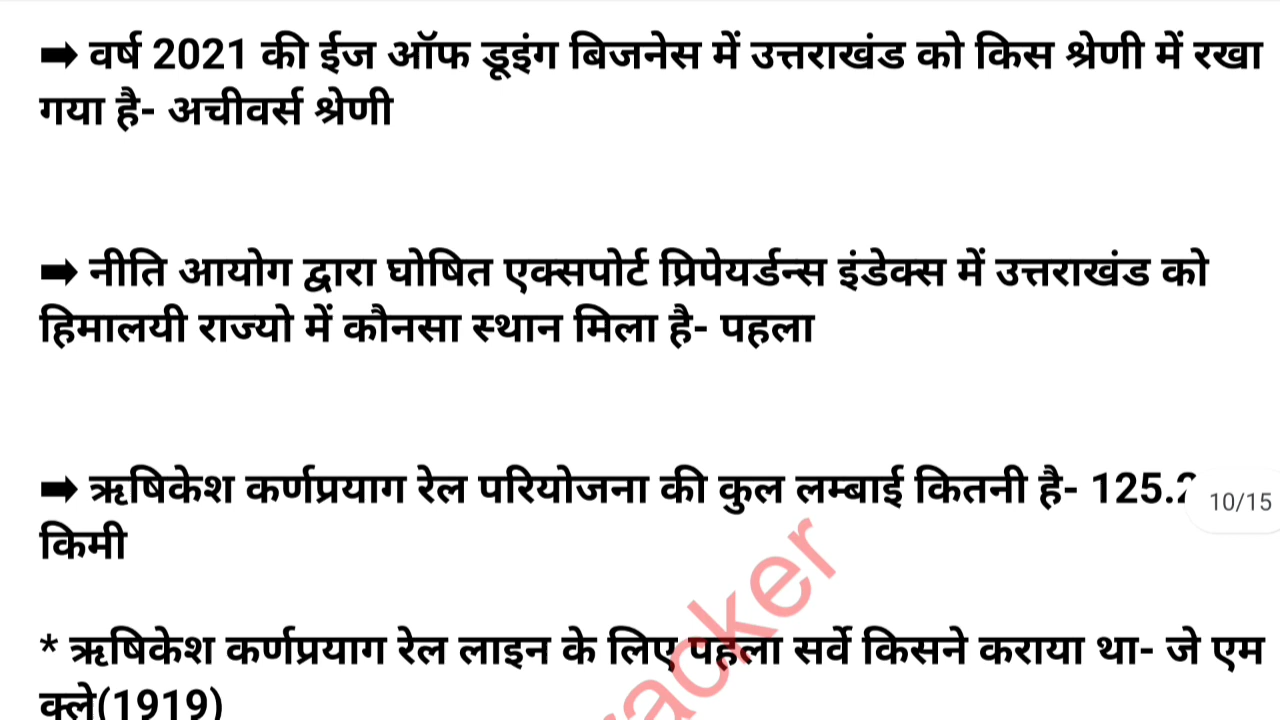 ➡ वर्ष 2021 की ईज ऑफ डूइंग बिजनेस में उत्तराखंड को किस श्रेणी में रखा
गया है- अचीवर्स श्रेणी
➡ नीति आयोग द्वारा घोषित एक्सपोर्ट प्रिपेयर्डन्स इंडेक्स में उत्तराखंड को
हिमालयी राज्यो में कौनसा स्थान मिला है- पहला
➡ ऋषिकेश कर्णप्रयाग रेल परियोजना की कुल लम्बाई कितनी है- 125.
10/15
किमी
* ऋषिकेश कर्णप्रयाग रेल लाइन के लिए पहला सर्वे किसने कराया था- जे एम
क्ले(1919)
acker